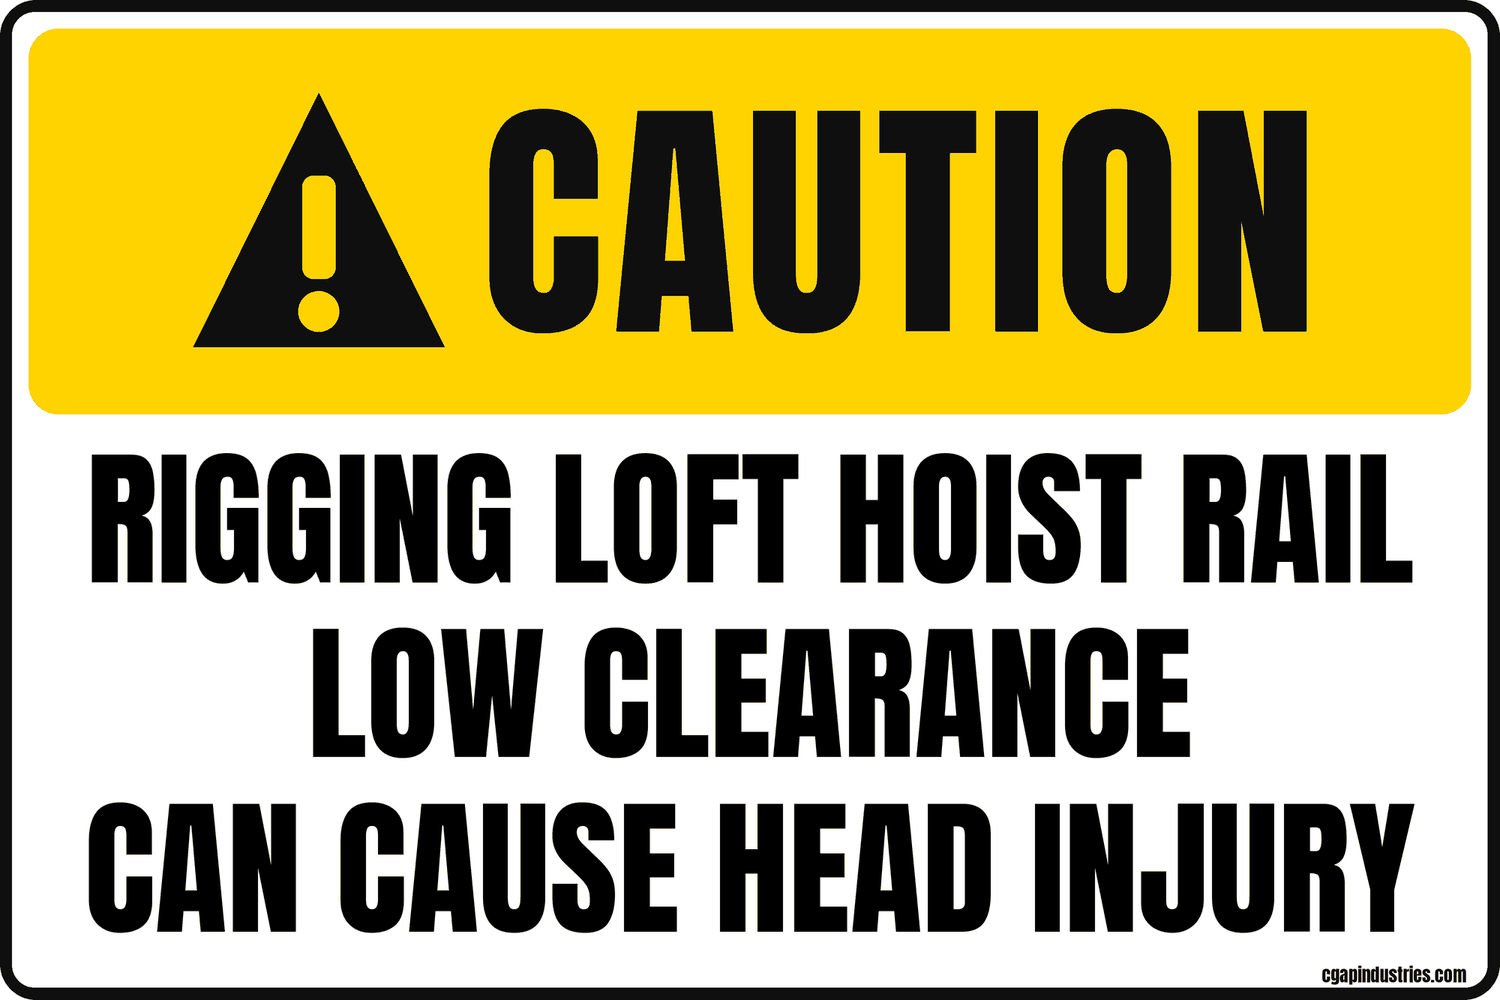 CAUTION
RIGGING LOFT HOIST RAIL
LOW CLEARANCE
CAN CAUSE HEAD INJURY
cgapindustries.com